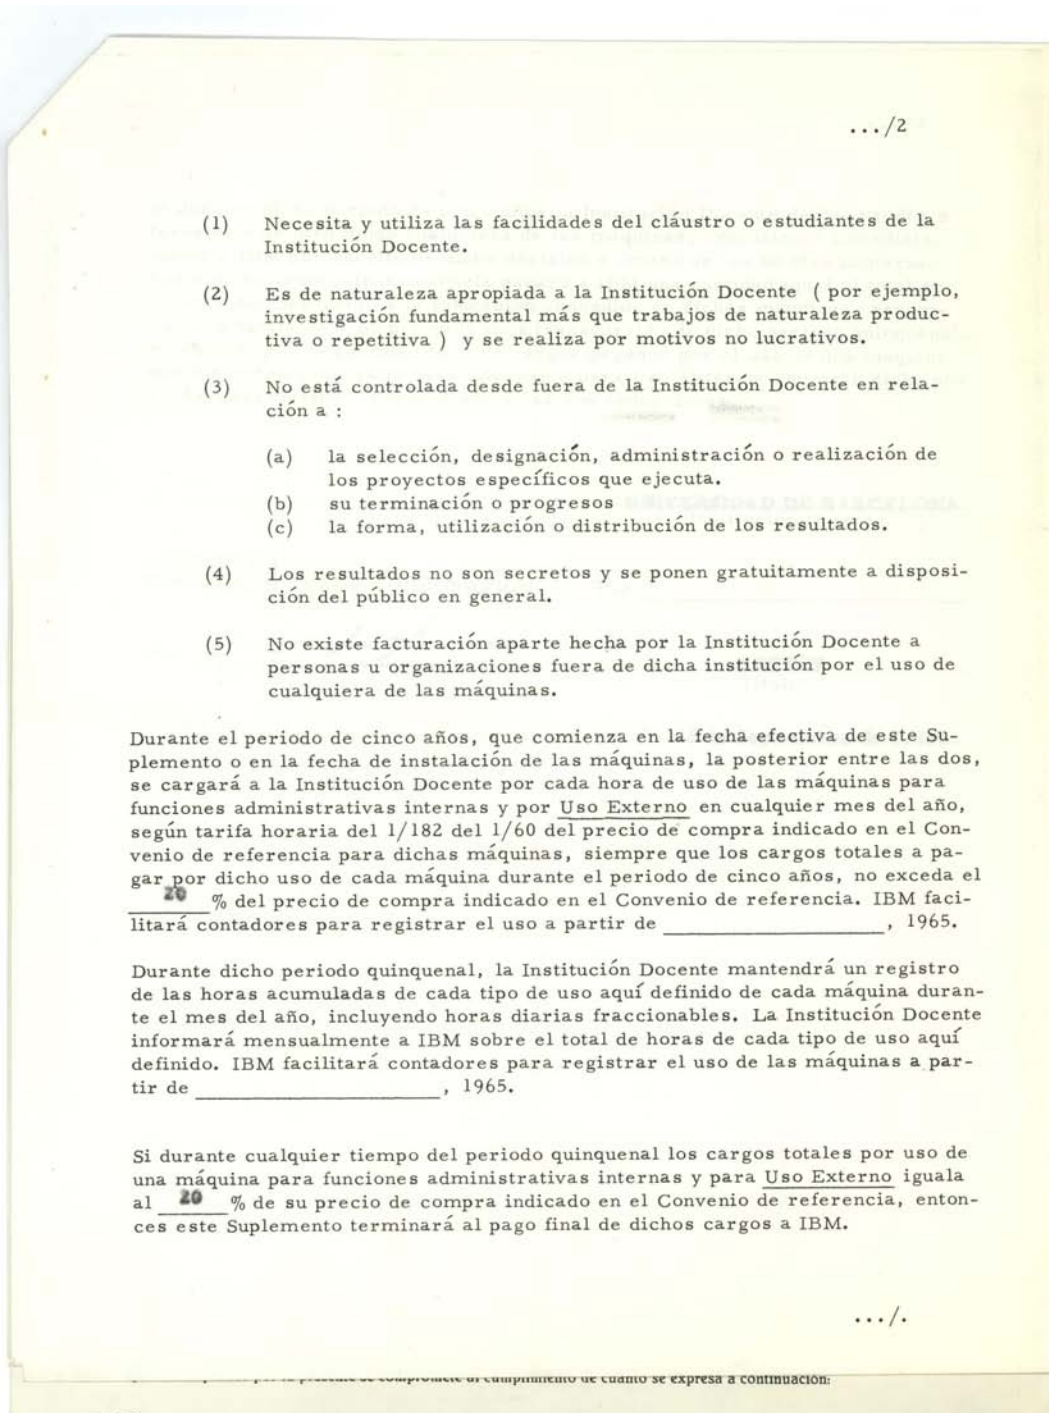 .../2
(1) Necesita y utiliza las facilidades del cláustro o estudiantes de la
Institución Docente.
(2) Es de naturaleza apropiada a la Institución Docente ( por ejemplo,
investigación fundamental más que trabajos de naturaleza produc-
tiva o repetitiva ) y se realiza por motivos no lucrativos.
(3) No está controlada desde fuera de la Institución Docente en rela-
ción a :
(a) la selección, designación, administración o realización de
los proyectos específicos que ejecuta.
(b) su terminación o progresos
(c) la forma, utilización o distribución de los resultados.
(4) Los resultados no son secretos y se ponen gratuitamente a disposi-
ción del público en general.
(5) No existe facturación aparte hecha por la Institución Docente a
personas u organizaciones fuera de dicha institución por el uso de
cualquiera de las máquinas.
Durante el periodo de cinco años, que comienza en la fecha efectiva de este Su-
plemento o en la fecha de instalación de las máquinas, la posterior entre las dos,
se cargará a la Institución Docente por cada hora de uso de las máquinas para
funciones administrativas internas y por Uso Externo en cualquier mes del año,
según tarifa horaria del 1/182 del 1/60 del precio de compra indicado en el Con-
venio de referencia para dichas máquinas, siempre que los cargos totales a pa-
gar por dicho uso de cada máquina durante el periodo de cinco años, no exceda el
20 % del precio de compra indicado en el Convenio de referencia. IBM faci-
litará contadores para registrar el uso a partir de ____________, 1965.
Durante dicho periodo quinquenal, la Institución Docente mantendrá un registro
de las horas acumuladas de cada tipo de uso aquí definido de cada máquina duran-
te el mes del año, incluyendo horas diarias fraccionables. La Institución Docente
informará mensualmente a IBM sobre el total de horas de cada tipo de uso aquí
definido. IBM facilitará contadores para registrar el uso de las máquinas a par-
tir de ____________, 1965.
Si durante cualquier tiempo del periodo quinquenal los cargos totales por uso de
una máquina para funciones administrativas internas y para Uso Externo iguala
al 20 % de su precio de compra indicado en el Convenio de referencia, enton-
ces este Suplemento terminará al pago final de dichos cargos a IBM.
.../.
se compromete al cumplimiento de cuanto se expresa a continuación: